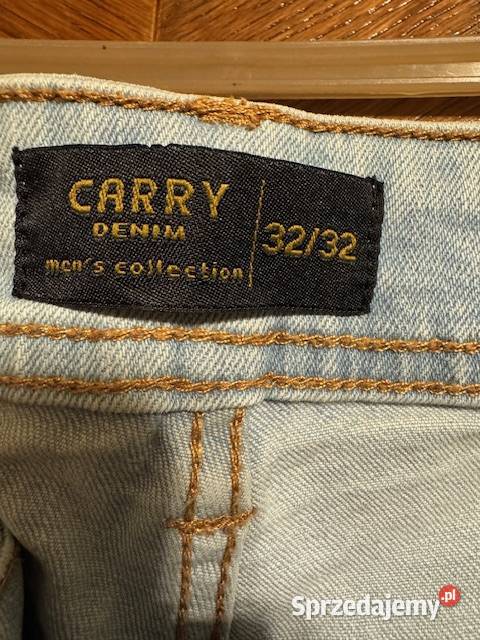 CARRY
DENIM
men's collection
32/32
Sprzedajemy.pl